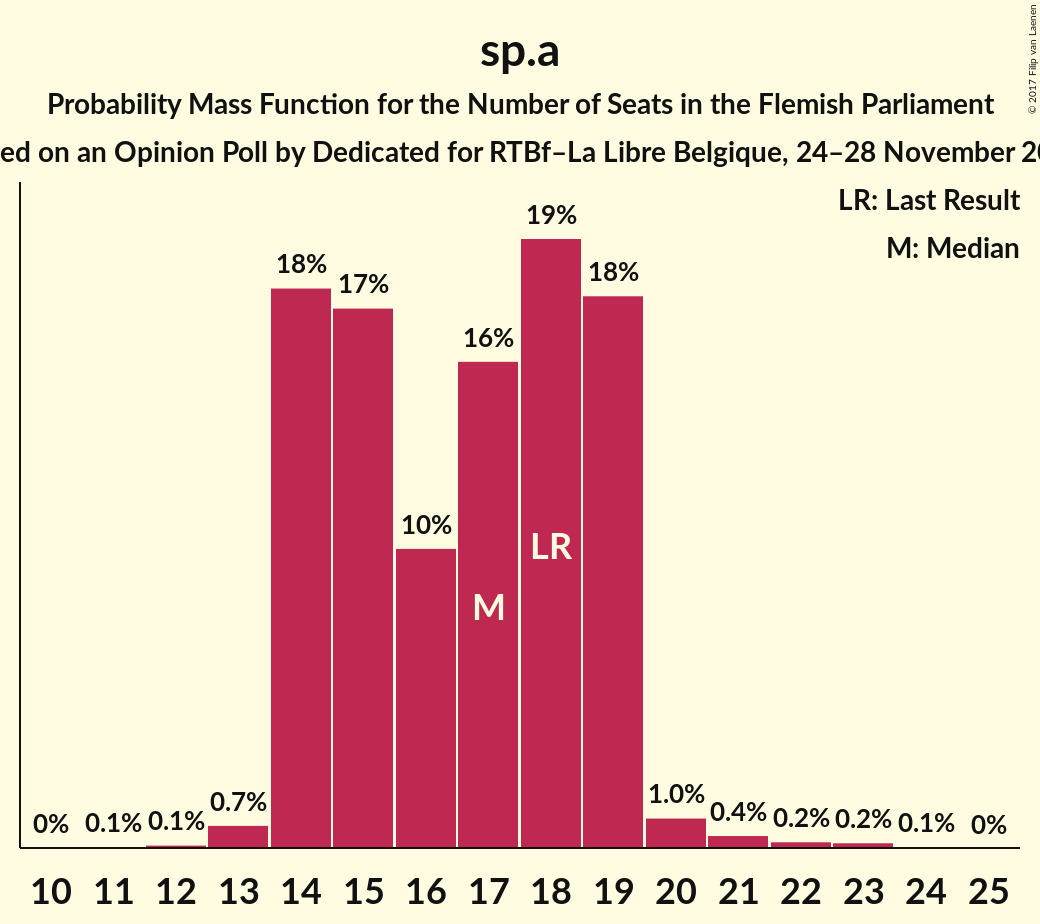 sp.a
Probability Mass Function for the Number of Seats in the Flemish Parliament
on an Opinion Poll by Dedicated for RTBf–La Libre Belgique, 24–28 November
LR: Last Result
M: Median
19%
18%
18%
17%
16%
10%
LR
M
1.0%
0.7%
0.4%
0.2%
0.2%
0%
0.1%
0.1%
0.1%
0%
10 11 12 13 14 15 16 17 18 19 20 21 22 23 24 25
© 2017 Filip van Laenen